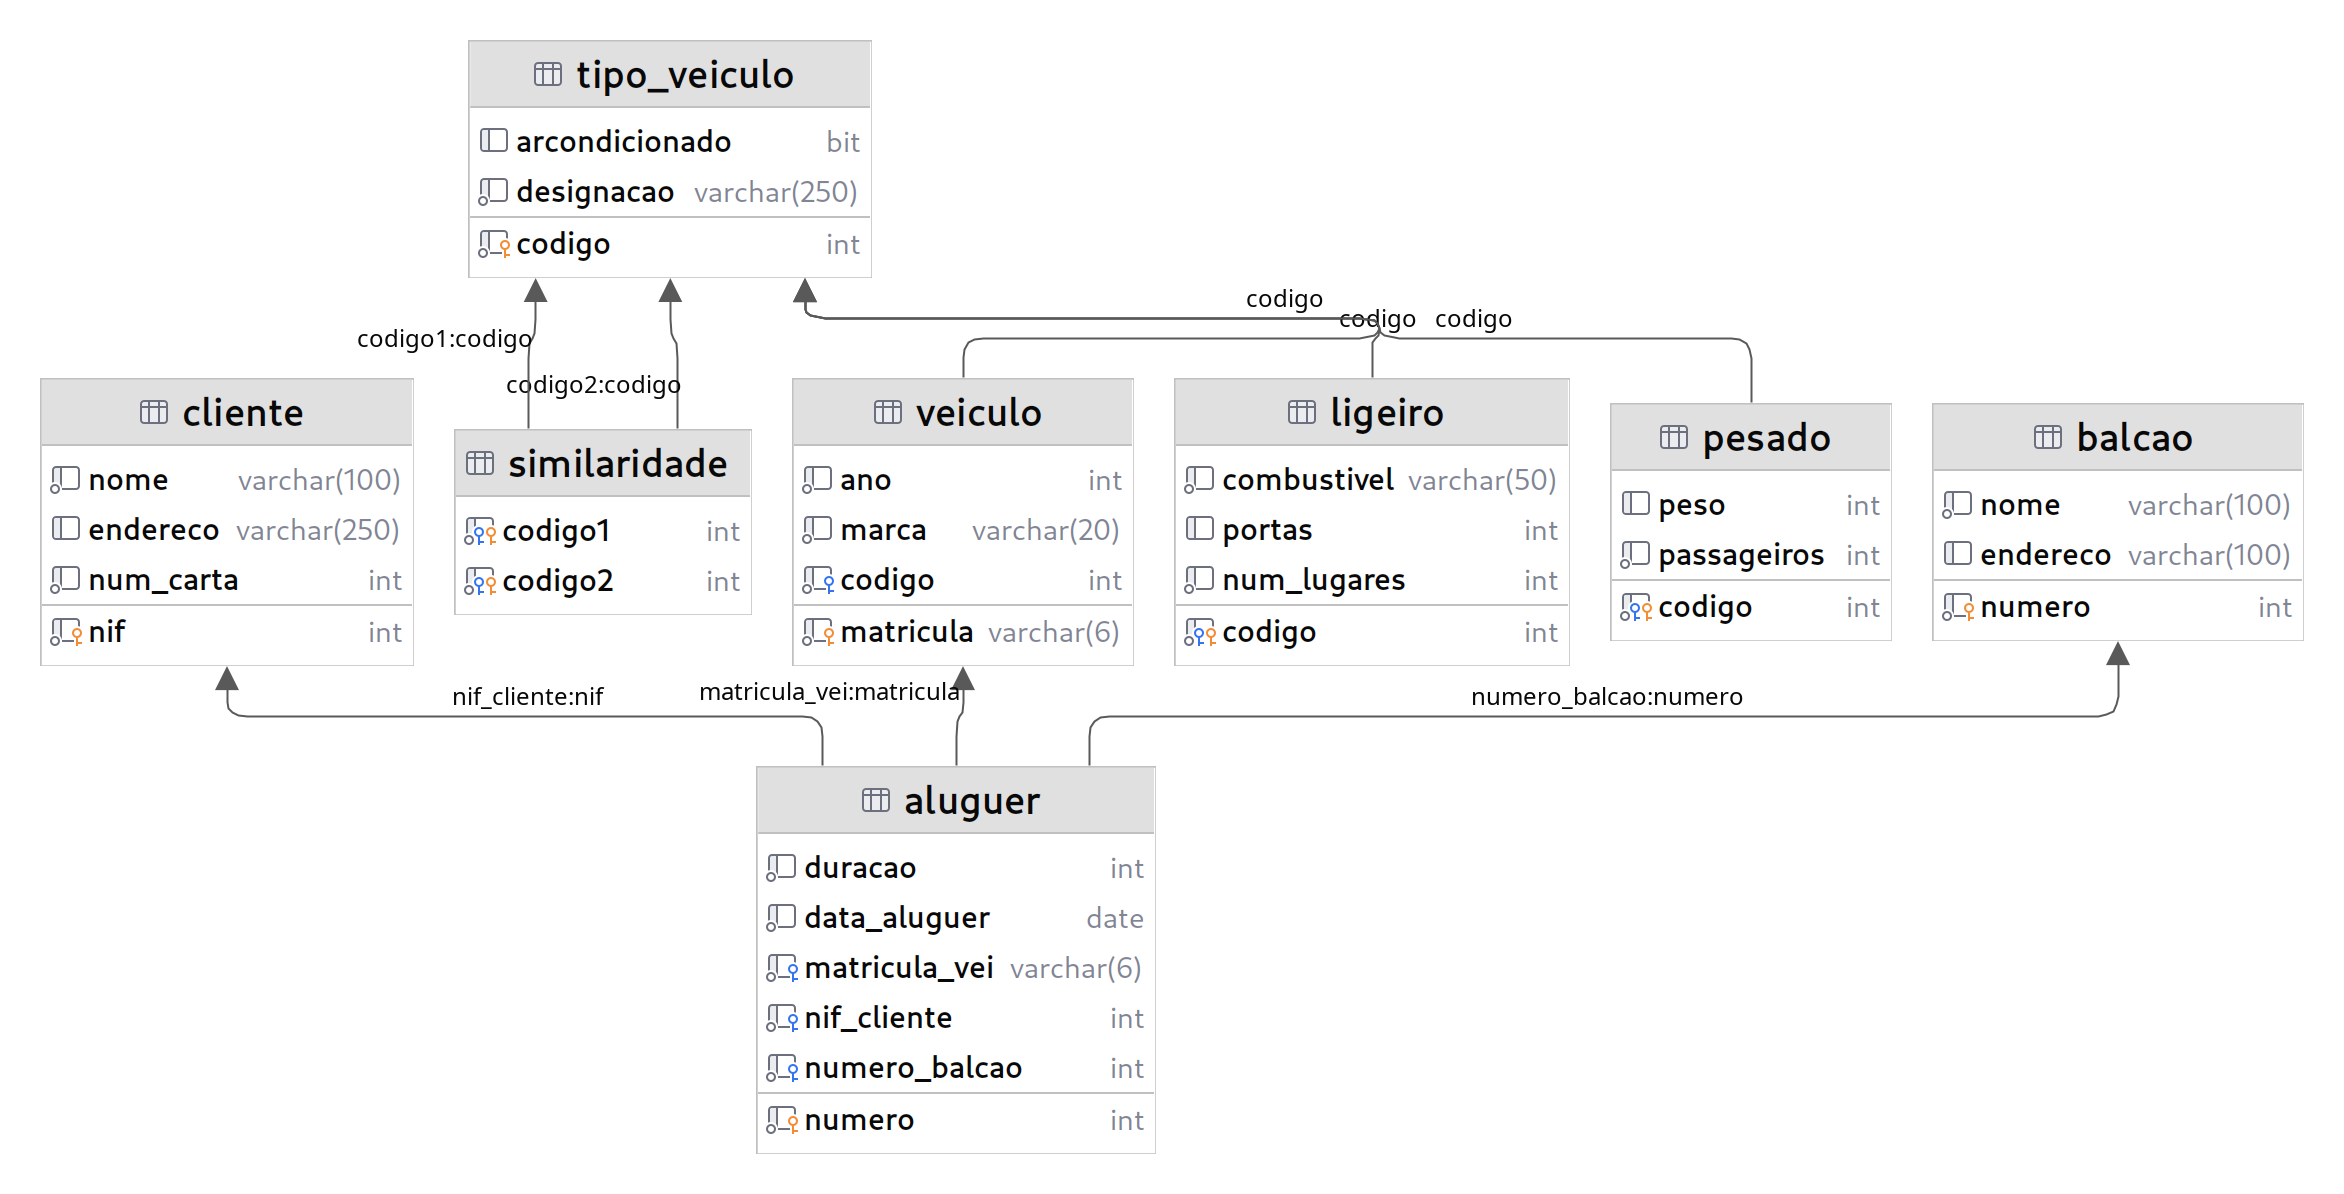 tipo_veiculo
arcondicionado bit
designacao varchar(250)
codigo int
codigo
codigo codigo
codigo1:codigo
codigo2:codigo
cliente
nome varchar(100)
endereco varchar(250)
num_carta int
nif int
similaridade
codigo1 int
codigo2 int
veiculo
ano int
marca varchar(20)
codigo int
matricula varchar(6)
ligeiro
combustivel varchar(50)
portas int
num_lugares int
codigo int
pesado
peso int
passageiros int
codigo int
balcao
nome varchar(100)
endereco varchar(100)
numero int
nif_cliente:nif
matricula_vei:matricula
numero_balcao:numero
aluguer
duracao int
data_aluguer date
matricula_vei varchar(6)
nif_cliente int
numero_balcao int
numero int